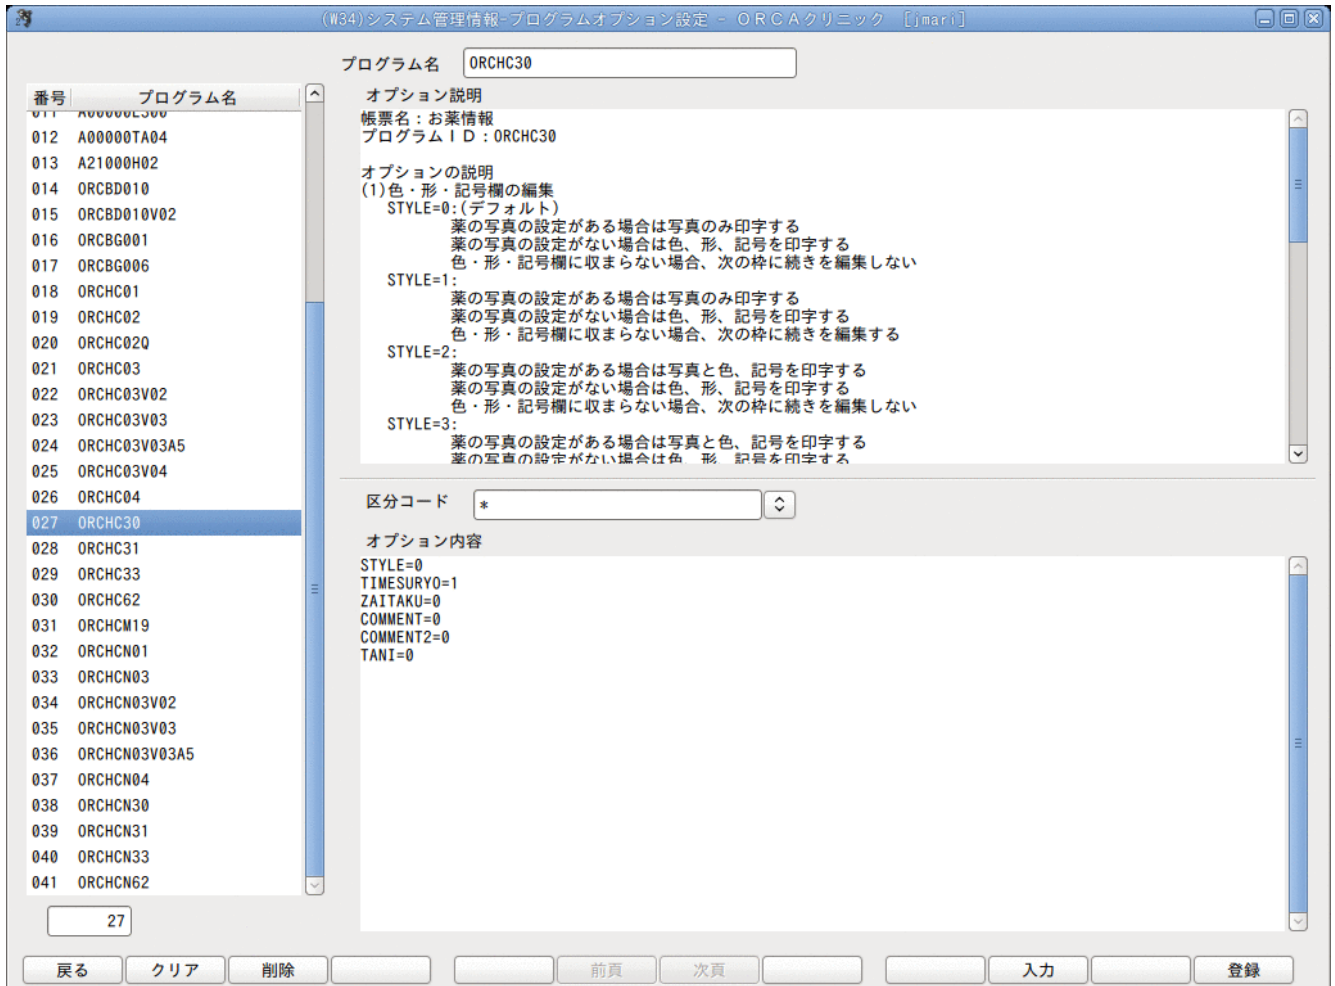 (W34)システム管理情報-プログラムオプション設定 - ORCAクリニック [jmari]
プログラム名 ORCHC30
番号 プログラム名
012 A00000TA04
013 A21000H02
014 ORCBD010
015 ORCBD010V02
016 ORCBG001
017 ORCBG006
018 ORCHC01
019 ORCHC02
020 ORCHC02Q
021 ORCHC03
022 ORCHC03V02
023 ORCHC03V03
024 ORCHC03V03A5
025 ORCHC03V04
026 ORCHC04
027 ORCHC30
028 ORCHC31
029 ORCHC33
030 ORCHC62
031 ORCHCM19
032 ORCHCN01
033 ORCHCN03
034 ORCHCN03V02
035 ORCHCN03V03
036 ORCHCN03V03A5
037 ORCHCN04
038 ORCHCN30
039 ORCHCN31
040 ORCHCN33
041 ORCHCN62
27
オプション説明
帳票名：お薬情報
プログラムＩＤ：ORCHC30
オプションの説明
(1)色・形・記号欄の編集
STYLE=0:(デフォルト)
薬の写真の設定がある場合は写真のみ印字する
薬の写真の設定がない場合は色、形、記号を印字する
色・形・記号欄に収まらない場合、次の枠に続きを編集しない
STYLE=1:
薬の写真の設定がある場合は写真のみ印字する
薬の写真の設定がない場合は色、形、記号を印字する
色・形・記号欄に収まらない場合、次の枠に続きを編集する
STYLE=2:
薬の写真の設定がある場合は写真と色、記号を印字する
薬の写真の設定がない場合は色、形、記号を印字する
色・形・記号欄に収まらない場合、次の枠に続きを編集しない
STYLE=3:
薬の写真の設定がある場合は写真と色、記号を印字する
薬の写真の設定がない場合は色、形、記号を印字する
区分コード *
オプション内容
STYLE=0
TIMESURYO=1
ZAITAKU=0
COMMENT=0
COMMENT2=0
TANI=0
戻る クリア 削除 前頁 次頁 入力 登録